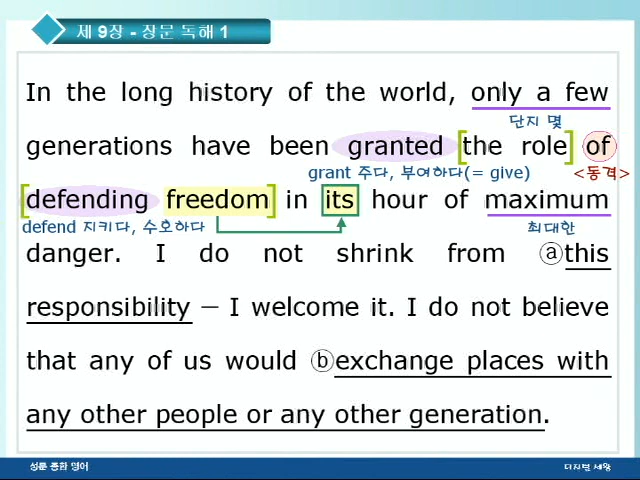 제 9장 - 장문 독해 1
In the long history of the world, only a few
단지 몇
generations have been granted [the role] of
grant 주다, 부여하다(= give) <동격>
[defending freedom] in its hour of maximum
defend 지키다, 수호하다 최대한
danger. I do not shrink from ⓐthis
responsibility – I welcome it. I do not believe
that any of us would ⓑexchange places with
any other people or any other generation.
성문 종합 영어 디지털 세왕